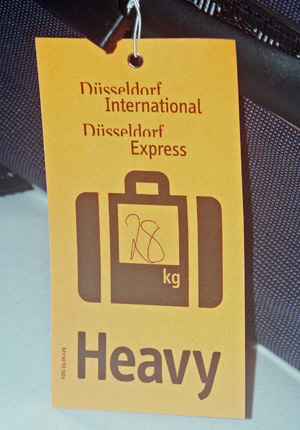 Düsseldorf
International
Düsseldorf
Express
28
kg
Heavy